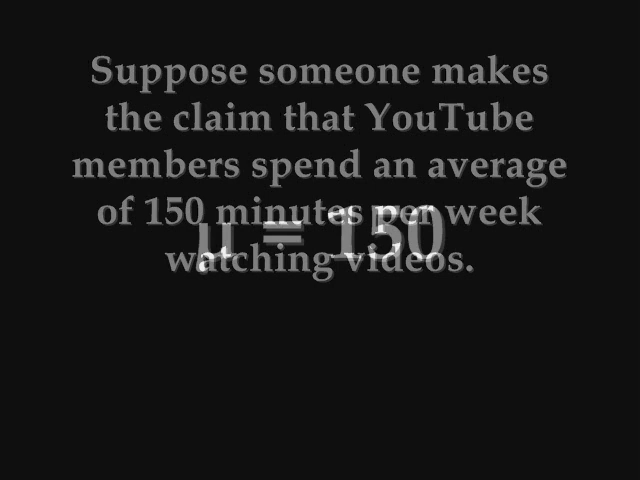 Suppose someone makes
the claim that YouTube
members spend an average
of 150 minutes per week
μ = 150
watching videos.